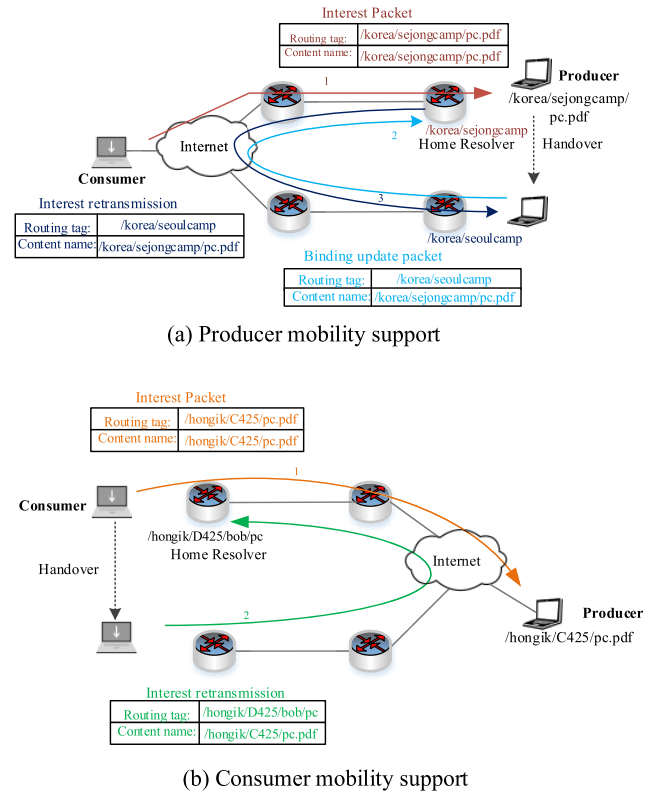 Interest Packet
Routing tag: /korea/sejongcamp/pc.pdf
Content name: /korea/sejongcamp/pc.pdf
1
Producer
/korea/sejongcamp/
pc.pdf
/korea/sejongcamp
Home Resolver
2
Internet
Handover
Consumer
Interest retransmission
Routing tag: /korea/seoulcamp
Content name: /korea/sejongcamp/pc.pdf
3
/korea/seoulcamp
Binding update packet
Routing tag: /korea/seoulcamp
Content name: /korea/sejongcamp/pc.pdf
(a) Producer mobility support
Interest Packet
Routing tag: /hongik/C425/pc.pdf
Content name: /hongik/C425/pc.pdf
1
Consumer
/hongik/D425/bob/pc
Home Resolver
Internet
Handover
Producer
/hongik/C425/pc.pdf
2
Interest retransmission
Routing tag: /hongik/D425/bob/pc
Content name: /hongik/C425/pc.pdf
(b) Consumer mobility support